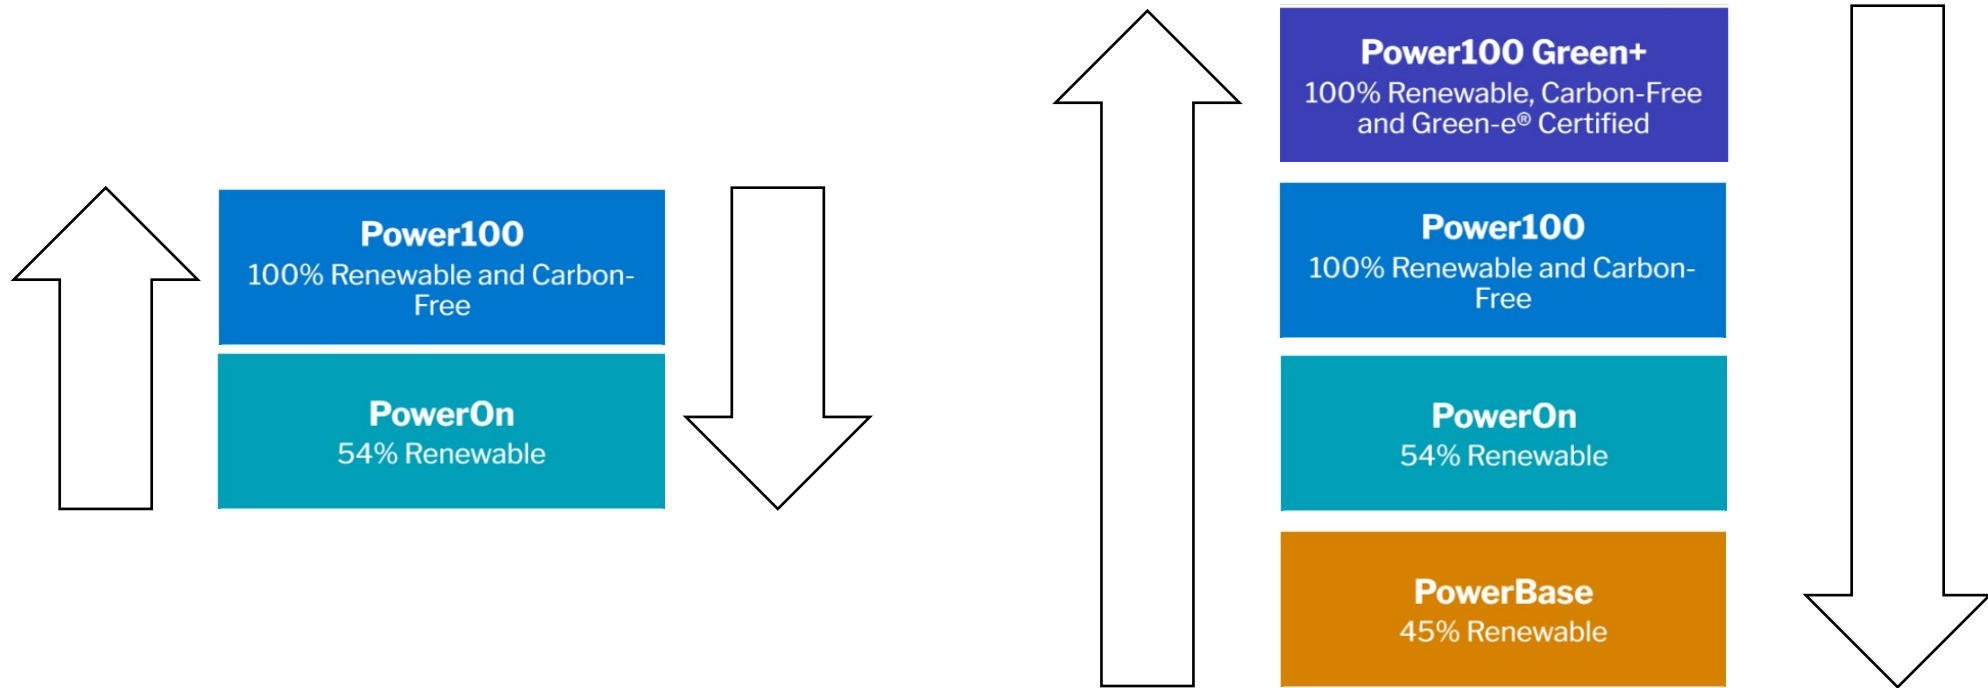 Power100
100% Renewable and Carbon-
Free
PowerOn
54% Renewable
Power100 Green+
100% Renewable, Carbon-Free
and Green-e® Certified
Power100
100% Renewable and Carbon-
Free
PowerOn
54% Renewable
PowerBase
45% Renewable